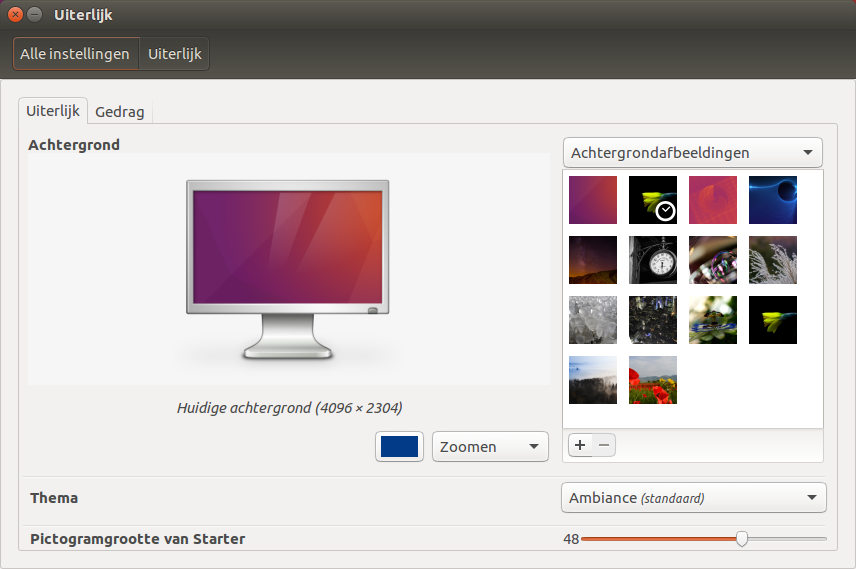 Uiterlijk
Alle instellingen Uiterlijk
Uiterlijk Gedrag
Achtergrond
Achtergrondafbeeldingen
Huidige achtergrond (4096 × 2304)
Zoomen
Thema
Ambiance (standaard)
Pictogramgrootte van Starter
48